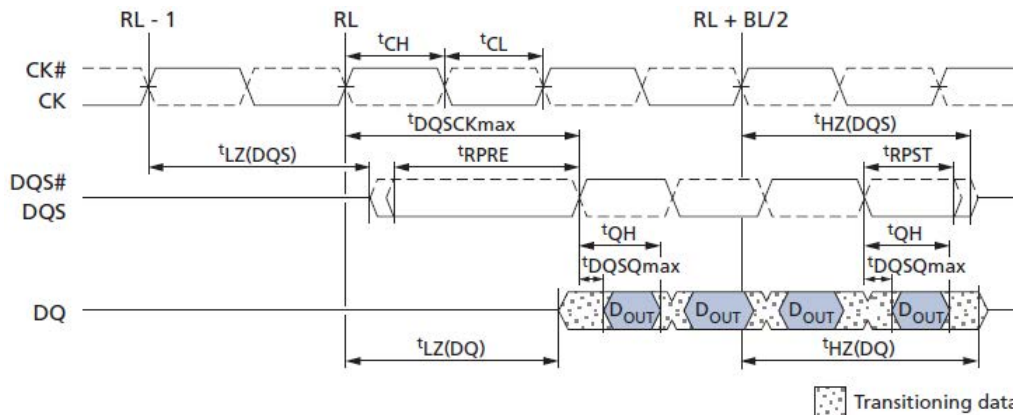 RL - 1 RL RL + BL/2
tCH tCL
CK#
CK
tDQSCKmax tHZ(DQS)
tLZ(DQS) tRPRE tRPST
DQS#
DQS
tQH tQH
tDQSQmax tDQSQmax
DQ DOUT DOUT DOUT DOUT
tLZ(DQ) tHZ(DQ)
Transitioning data